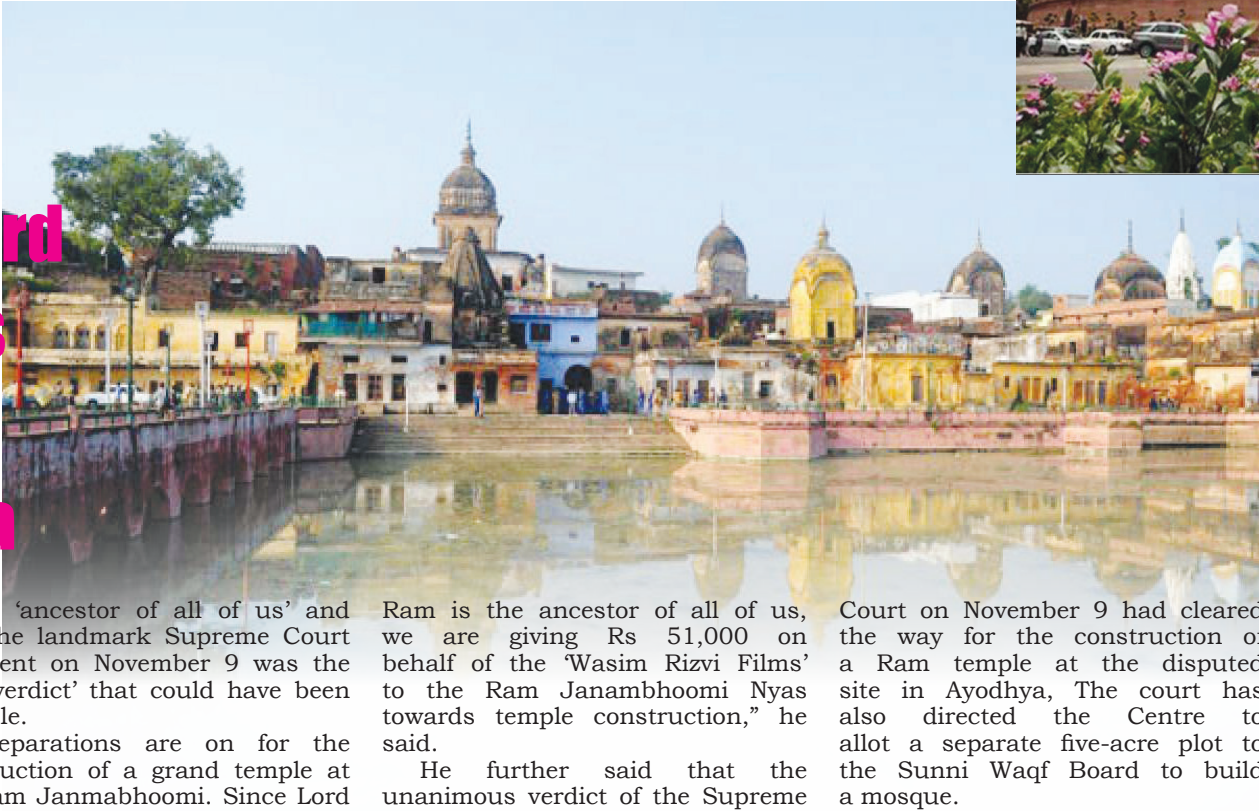 rd
s
n
‘ancestor of all of us’ and
he landmark Supreme Court
ent on November 9 was the
verdict’ that could have been
le.
eparations are on for the
uction of a grand temple at
am Janmabhoomi. Since Lord
Ram is the ancestor of all of us,
we are giving Rs 51,000 on
behalf of the ‘Wasim Rizvi Films’
to the Ram Janambhoomi Nyas
towards temple construction,” he
said.
He further said that the
unanimous verdict of the Supreme
Court on November 9 had cleared
the way for the construction of
a Ram temple at the disputed
site in Ayodhya, The court has
also directed the Centre to
allot a separate five-acre plot to
the Sunni Waqf Board to build
a mosque.